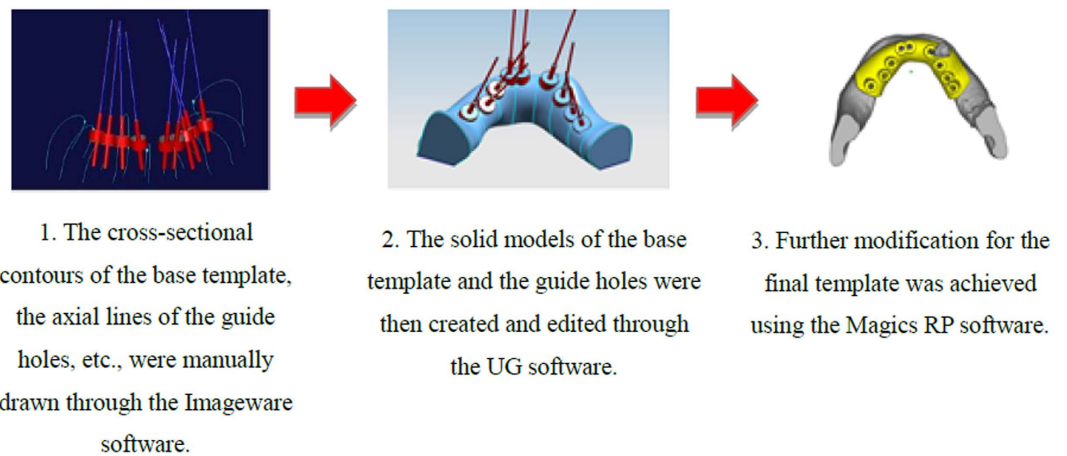 1. The cross-sectional
contours of the base template,
the axial lines of the guide
holes, etc., were manually
drawn through the Imageware
software.
2. The solid models of the base
template and the guide holes were
then created and edited through
the UG software.
3. Further modification for the
final template was achieved
using the Magics RP software.